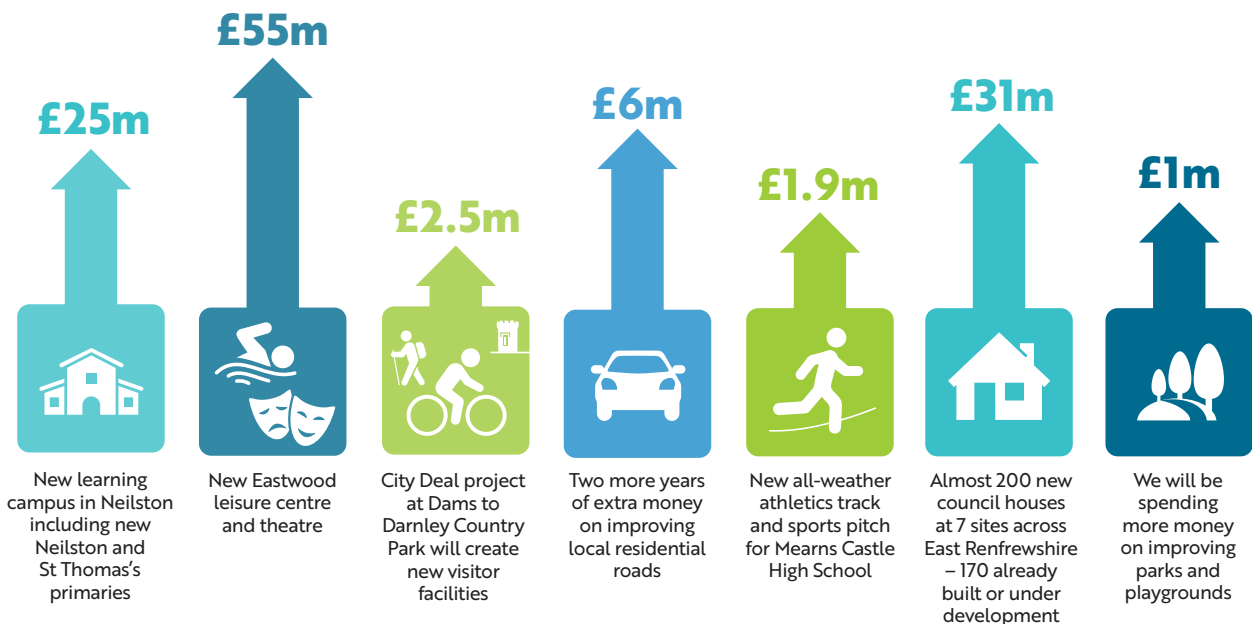 £25m
New learning
campus in Neilston
including new
Neilston and
St Thomas's
primaries
£55m
New Eastwood
leisure centre
and theatre
£2.5m
City Deal project
at Dams to
Darnley Country
Park will create
new visitor
facilities
£6m
Two more years
of extra money
on improving
local residential
roads
£1.9m
New all-weather
athletics track
and sports pitch
for Mearns Castle
High School
£31m
Almost 200 new
council houses
at 7 sites across
East Renfrewshire
– 170 already
built or under
development
£1m
We will be
spending
more money
on improving
parks and
playgrounds